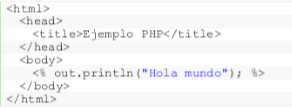 <html>
<head>
<title>Ejemplo PHP</title>
</head>
<body>
<% out.println("Hola mundo"); %>
</body>
</html>